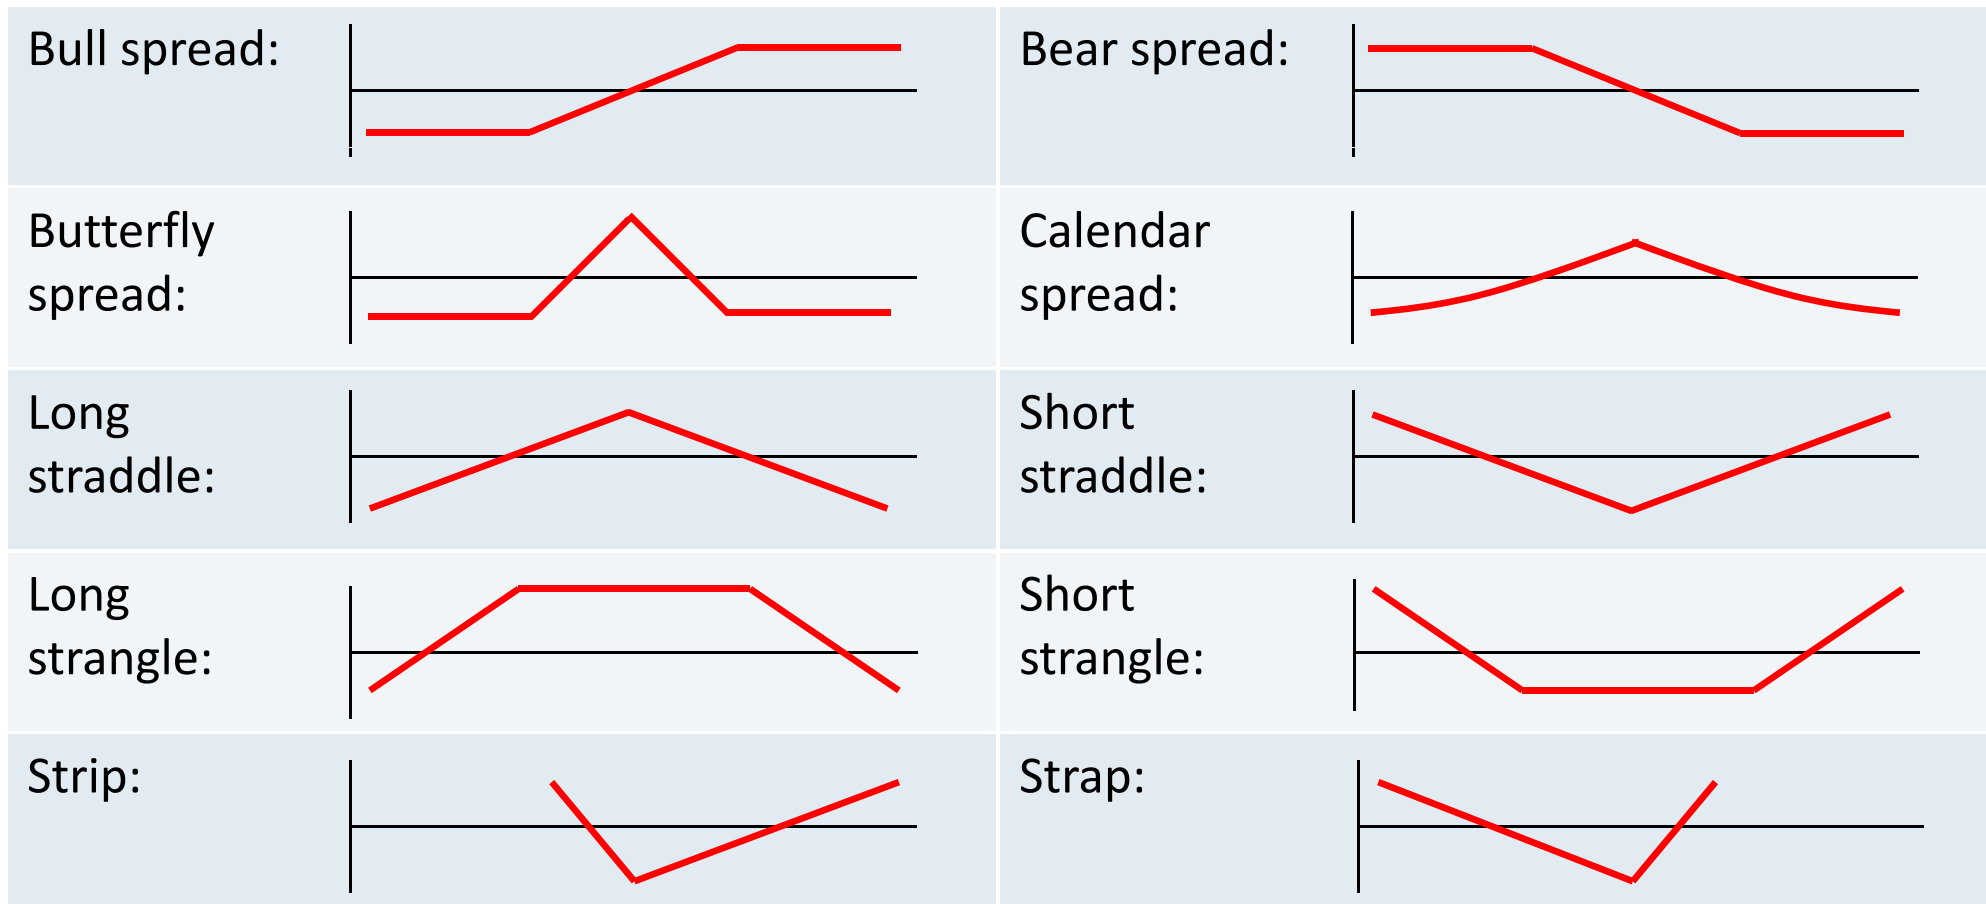 Bull spread:
Bear spread:
Butterfly
spread:
Calendar
spread:
Long
straddle:
Short
straddle:
Long
strangle:
Short
strangle:
Strip:
Strap: